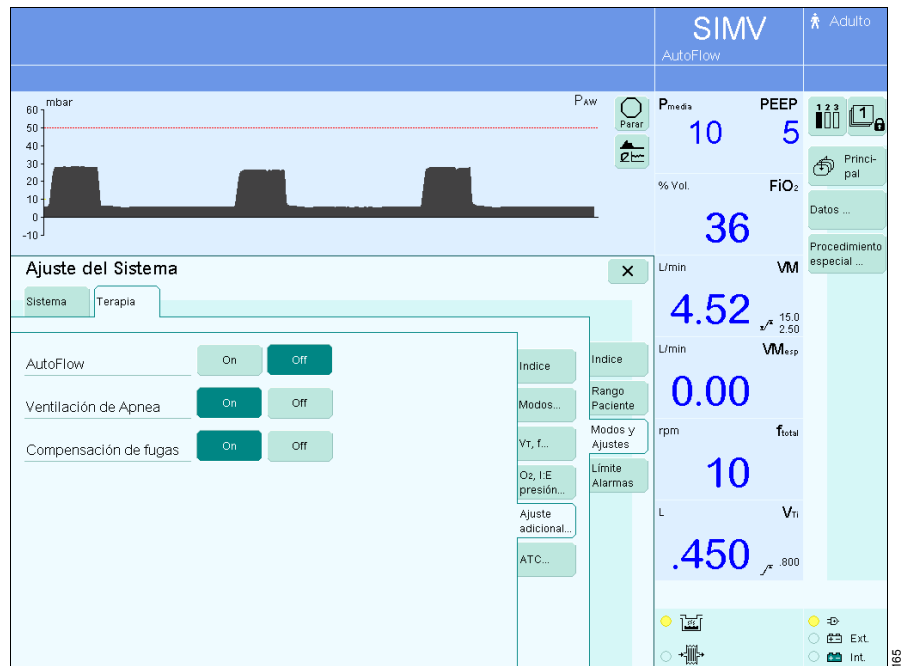 SIMV
AutoFlow
Adulto
mbar
PAW
60
50
40
30
20
10
0
-10
Parar
Pmedia PEEP
10 5
% Vol. FiO2
36
L/min VM
4.52
15.0
2.50
L/min VMesp
0.00
rpm ftotal
10
L VTi
.450
.800
1 2 3
1
Princi-
pal
Datos ...
Procedimiento
especial ...
Ajuste del Sistema
Sistema
Terapia
AutoFlow On Off
Ventilación de Apnea On Off
Compensación de fugas On Off
Indice
Modos...
VT, f...
O2, I:E
presión...
Ajuste
adicional...
ATC...
Indice
Rango
Paciente
Modos y
Ajustes
Límite
Alarmas
Ext.
Int.